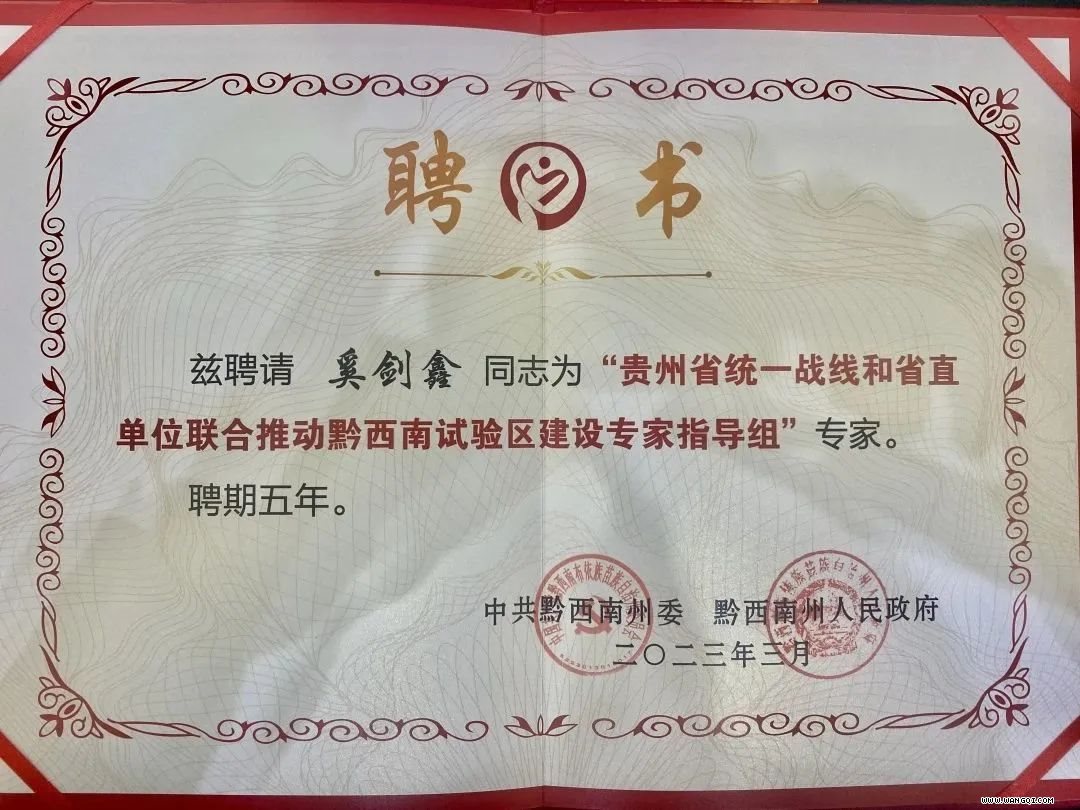 聘书
兹聘请 奚剑鑫 同志为“贵州省统一战线和省直
单位联合推动黔西南试验区建设专家指导组”专家。
聘期五年。
中共黔西南州委 黔西南州人民政府
二〇二三年三月
WWW.WANGQI.COM